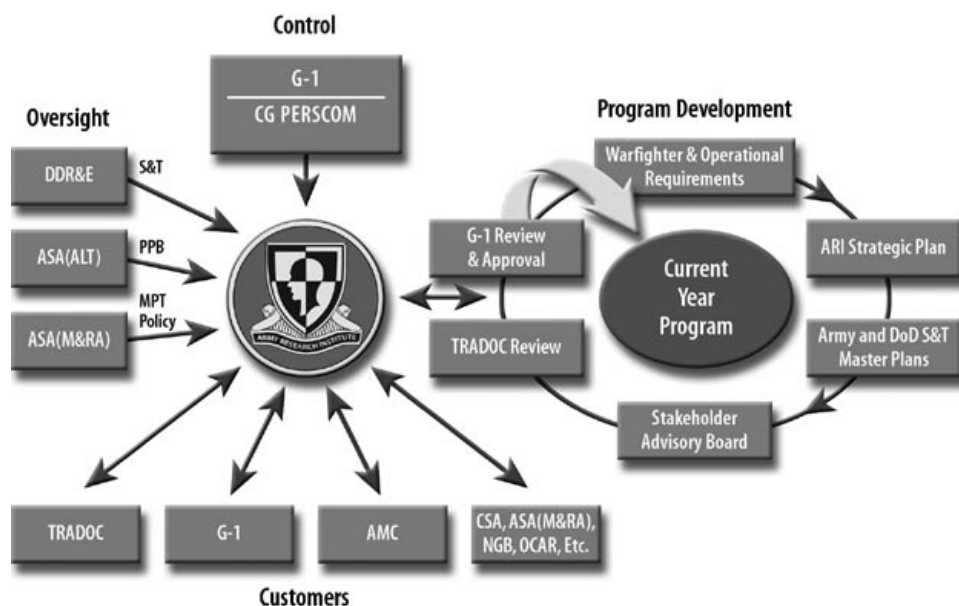 Control
G-1
CG PERSCOM
Oversight
DDR&E
S&T
ASA(ALT)
PPB
MPT
Policy
ASA(M&RA)
ARMY RESEARCH INSTITUTE
Program Development
Warfighter & Operational
Requirements
G-1 Review
& Approval
ARI Strategic Plan
Current
Year
Program
TRADOC Review
Army and DoD S&T
Master Plans
Stakeholder
Advisory Board
TRADOC
G-1
AMC
CSA, ASA(M&RA),
NGB, OCAR, Etc.
Customers